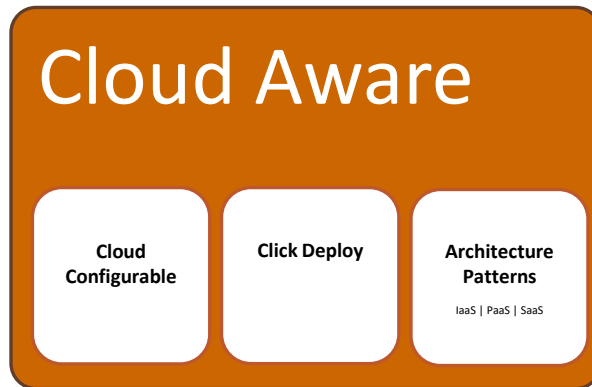 Cloud Aware
Cloud
Configurable
Click Deploy
Architecture
Patterns
IaaS | PaaS | SaaS